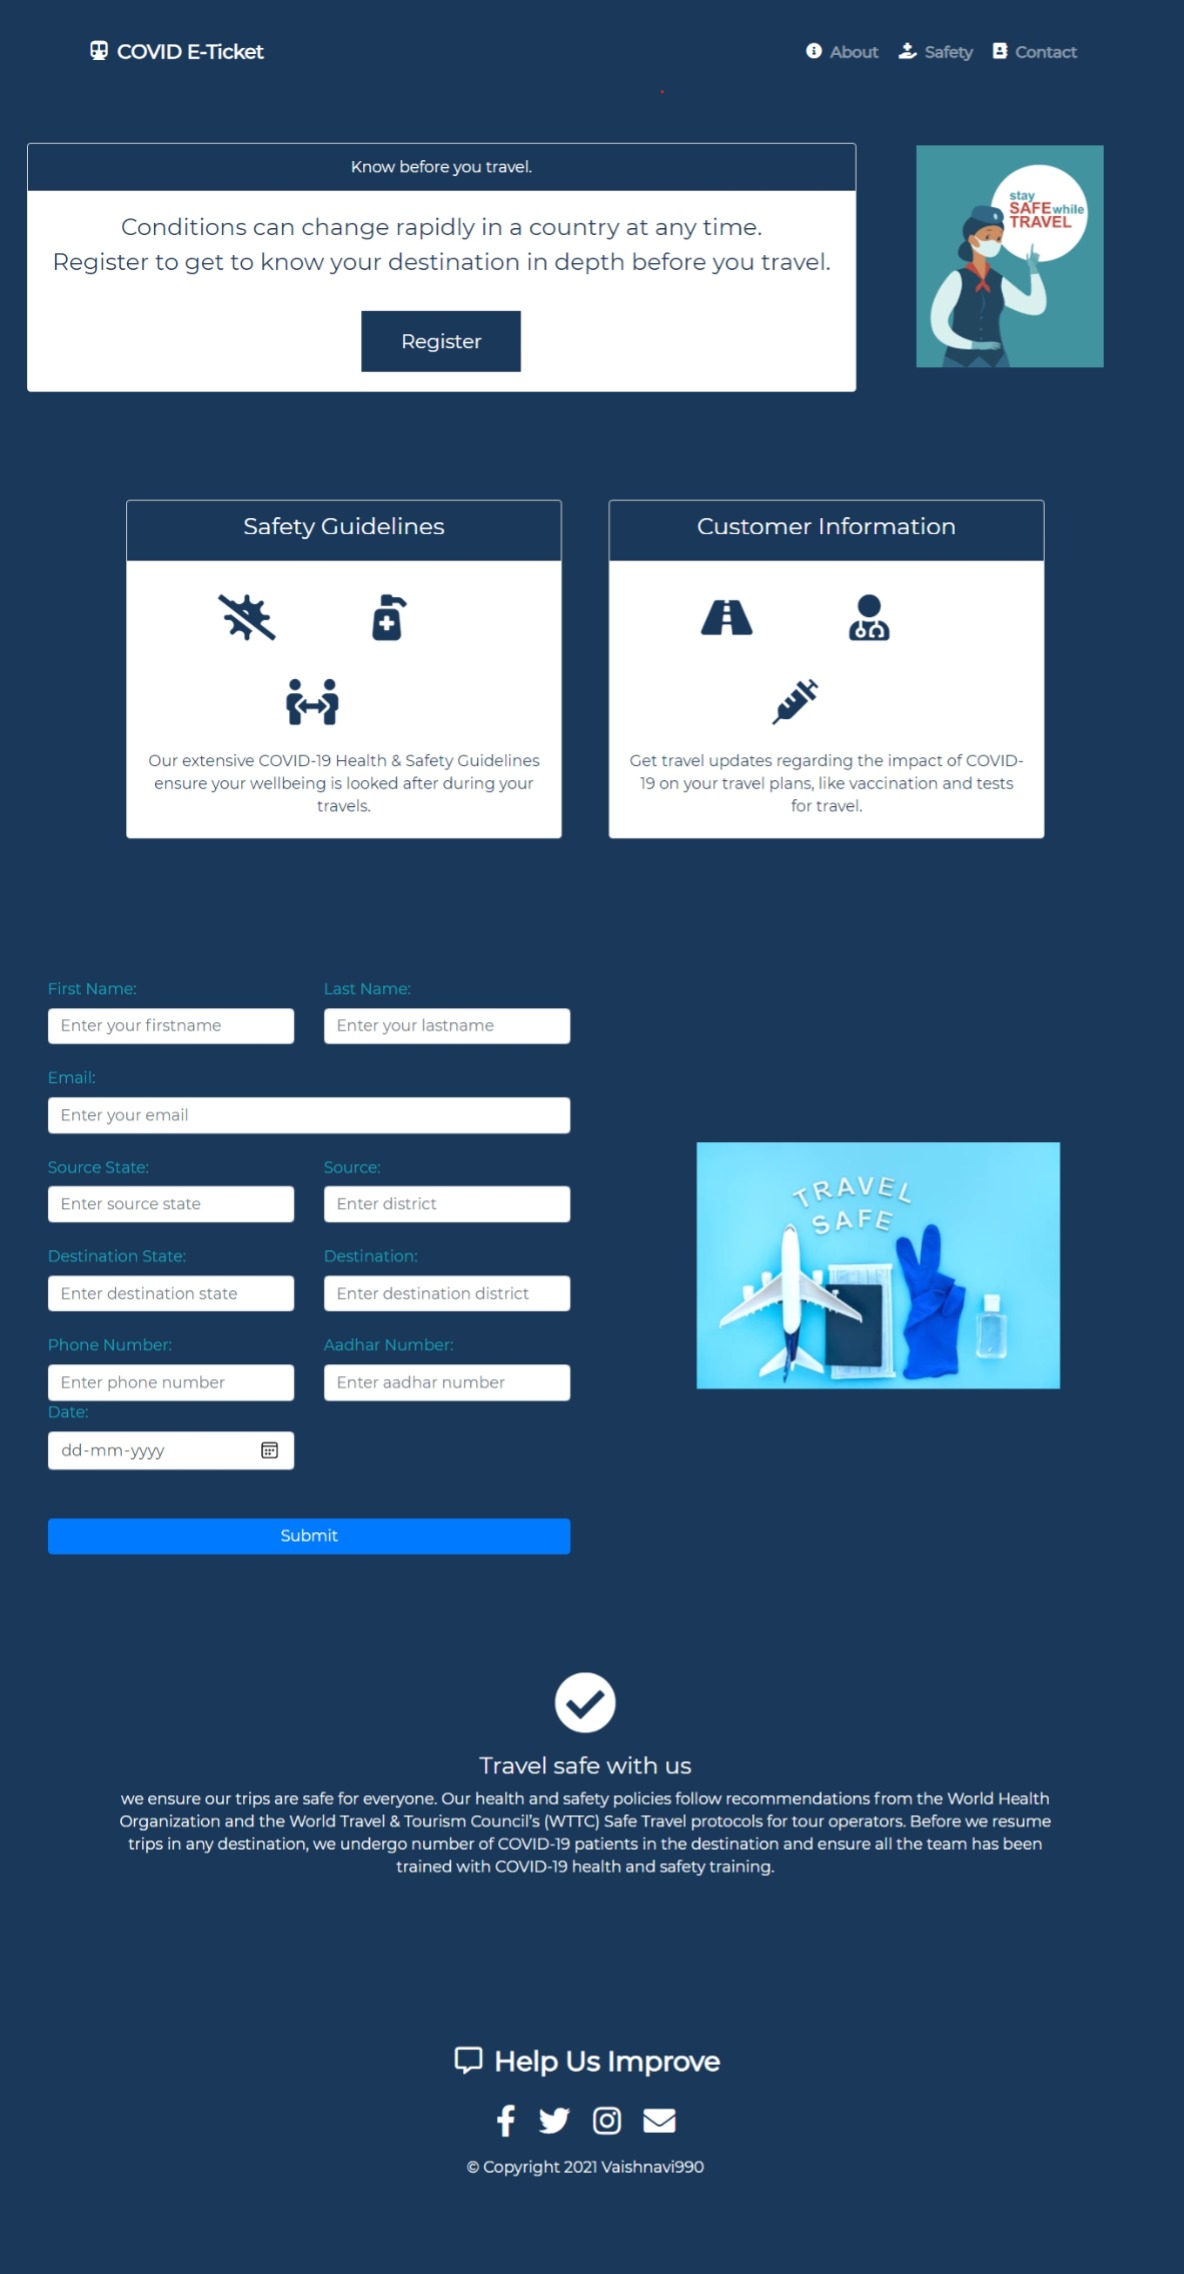 COVID E-Ticket
About
Safety
Contact
Know before you travel.
Conditions can change rapidly in a country at any time.
Register to get to know your destination in depth before you travel.
Register
stay
SAFE while
TRAVEL
Safety Guidelines
Our extensive COVID-19 Health & Safety Guidelines
ensure your wellbeing is looked after during your
travels.
Customer Information
Get travel updates regarding the impact of COVID-
19 on your travel plans, like vaccination and tests
for travel.
First Name:
Last Name:
Enter your firstname
Enter your lastname
Email:
Enter your email
Source State:
Source:
Enter source state
Enter district
Destination State:
Destination:
Enter destination state
Enter destination district
Phone Number:
Aadhar Number:
Enter phone number
Enter aadhar number
Date:
dd-mm-yyyy
Submit
TRAVEL
SAFE
Travel safe with us
we ensure our trips are safe for everyone. Our health and safety policies follow recommendations from the World Health
Organization and the World Travel & Tourism Council's (WTTC) Safe Travel protocols for tour operators. Before we resume
trips in any destination, we undergo number of COVID-19 patients in the destination and ensure all the team has been
trained with COVID-19 health and safety training.
Help Us Improve
© Copyright 2021 Vaishnavi990